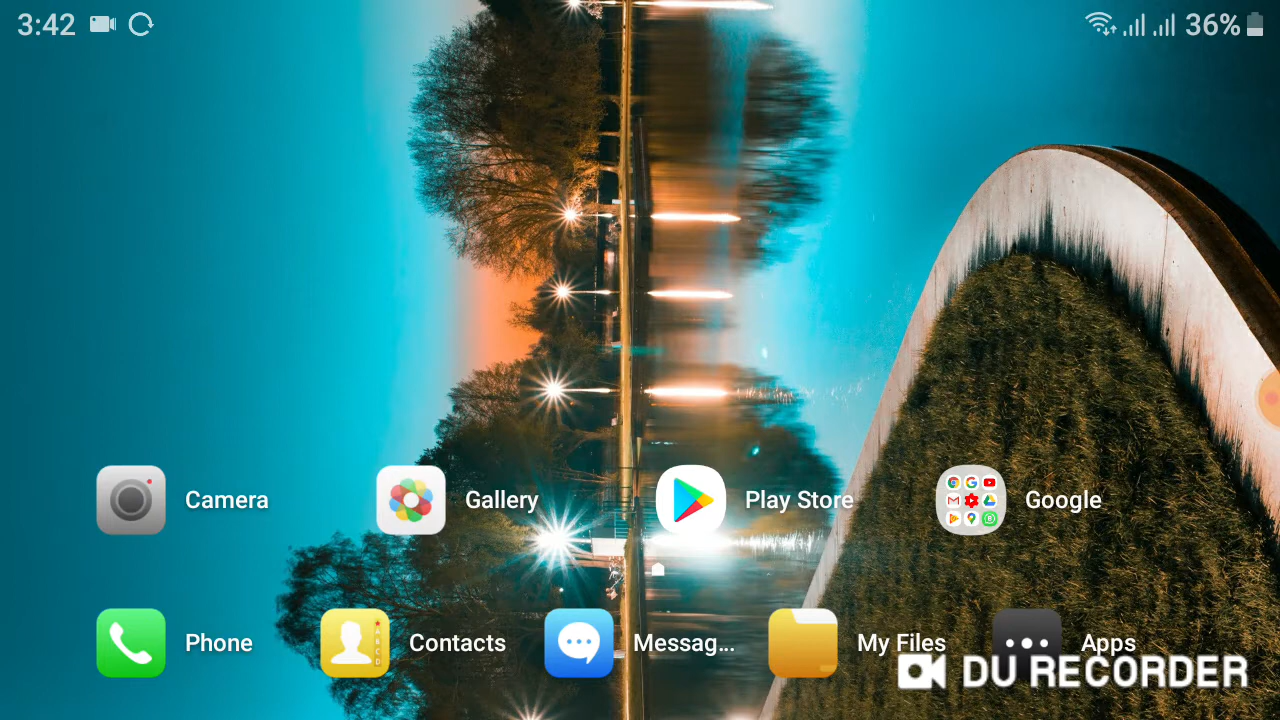 3:42 36%
Camera Gallery Play Store Google
Phone Contacts Messag... My Files Apps
DU RECORDER